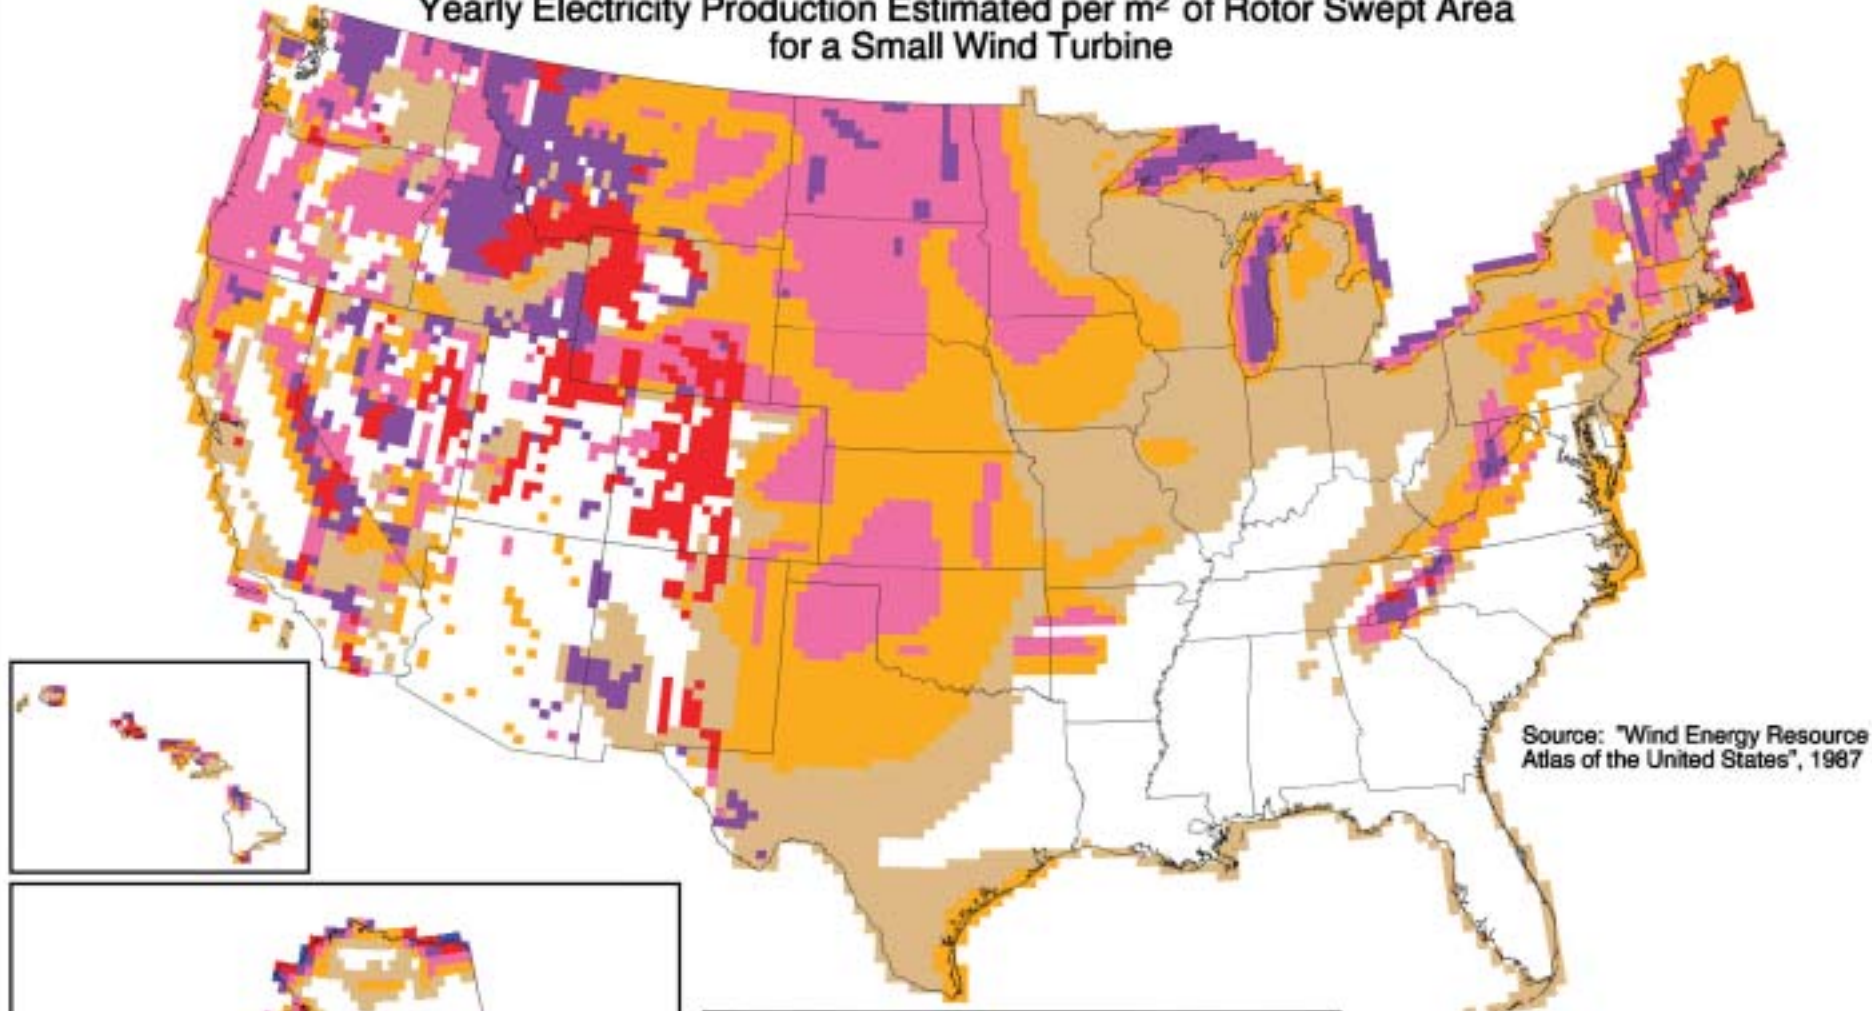 Yearly Electricity Production Estimated per m² of Rotor Swept Area
for a Small Wind Turbine
Source: "Wind Energy Resource
Atlas of the United States", 1987